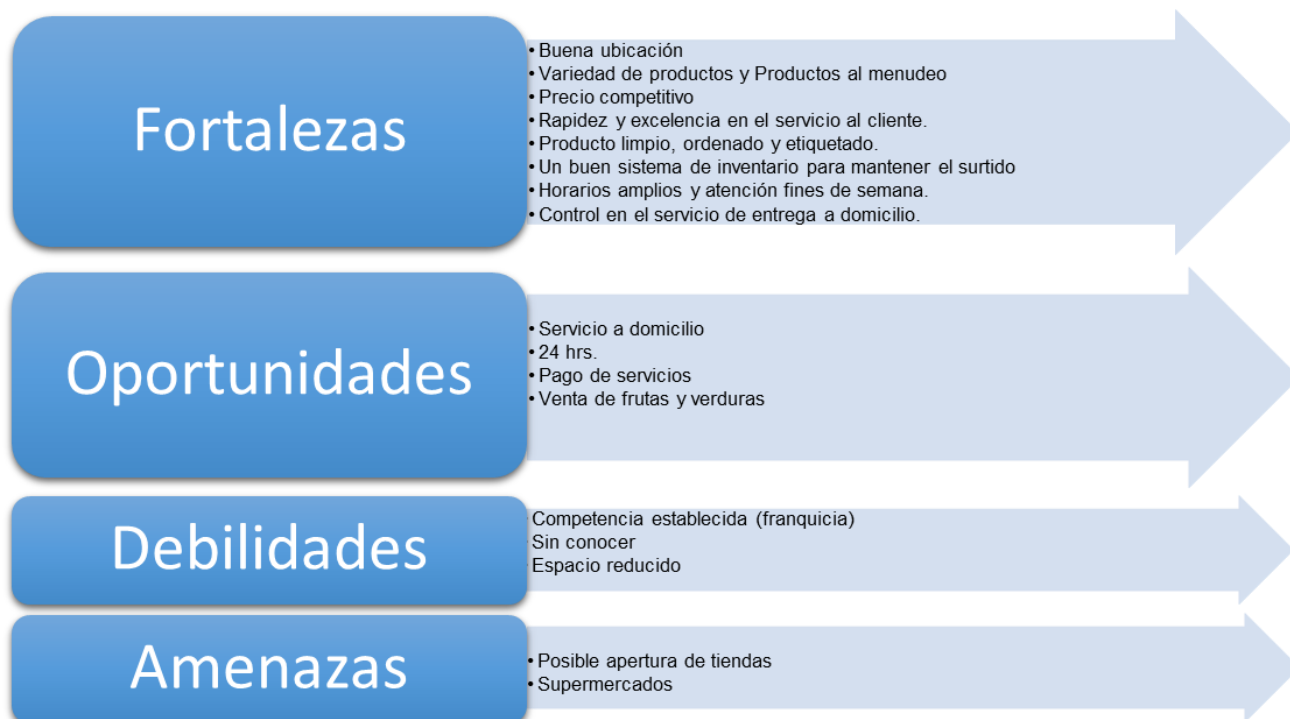 Fortalezas
• Buena ubicación
• Variedad de productos y Productos al menudeo
• Precio competitivo
• Rapidez y excelencia en el servicio al cliente.
• Producto limpio, ordenado y etiquetado.
• Un buen sistema de inventario para mantener el surtido
• Horarios amplios y atención fines de semana.
• Control en el servicio de entrega a domicilio.
Oportunidades
• Servicio a domicilio
• 24 hrs.
• Pago de servicios
• Venta de frutas y verduras
Debilidades
• Competencia establecida (franquicia)
• Sin conocer
• Espacio reducido
Amenazas
• Posible apertura de tiendas
• Supermercados